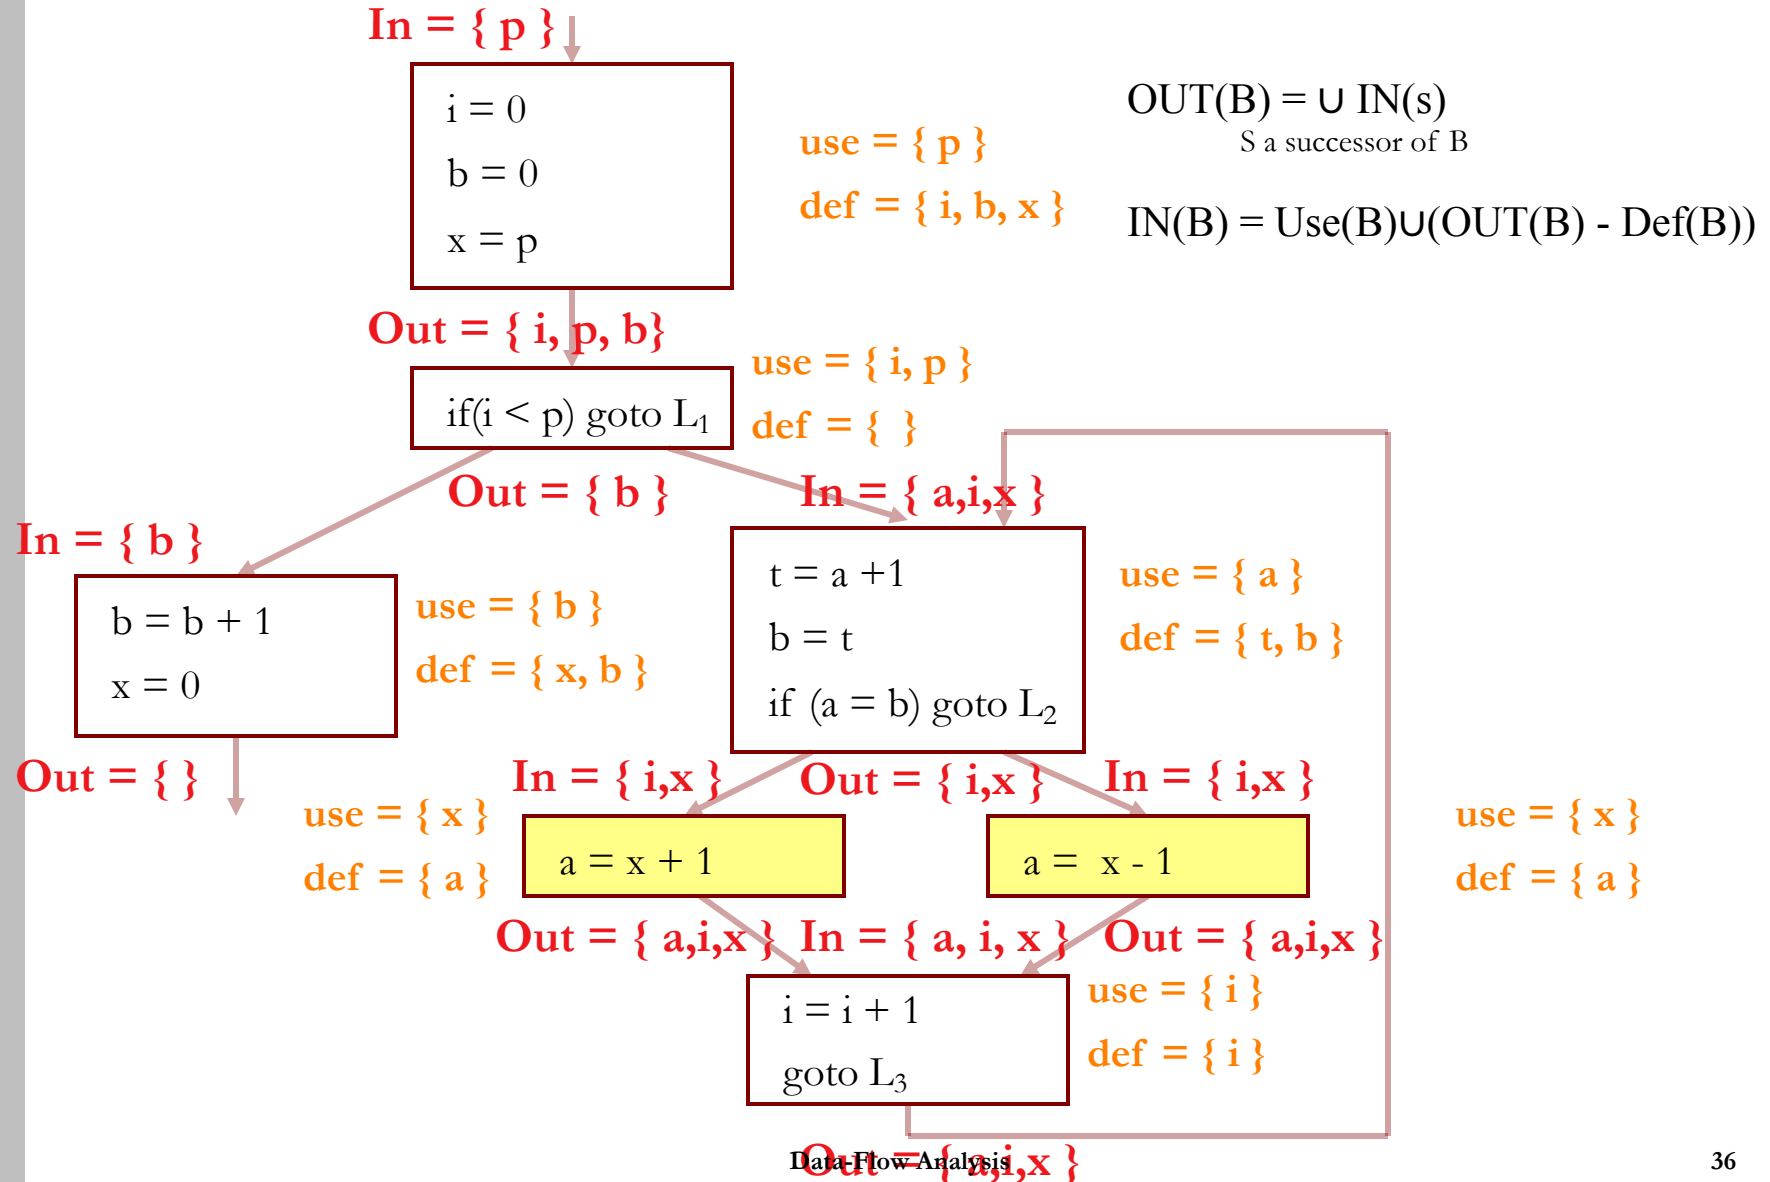 In = { p }
i = 0
b = 0
x = p
use = { p }
def = { i, b, x }
OUT(B) = ∪ IN(s)
S a successor of B
IN(B) = Use(B)∪(OUT(B) - Def(B))
Out = { i, p, b}
use = { i, p }
def = { }
if(i < p) goto L₁
Out = { b }
In = { a,i,x }
In = { b }
b = b + 1
x = 0
use = { b }
def = { x, b }
t = a +1
b = t
if (a = b) goto L₂
use = { a }
def = { t, b }
Out = { }
In = { i,x }
Out = { i,x }
In = { i,x }
use = { x }
def = { a }
a = x + 1
a = x - 1
use = { x }
def = { a }
Out = { a,i,x }
In = { a, i, x }
Out = { a,i,x }
i = i + 1
goto L₃
use = { i }
def = { i }
Out = { a,i,x }
Data-Flow Analysis
36